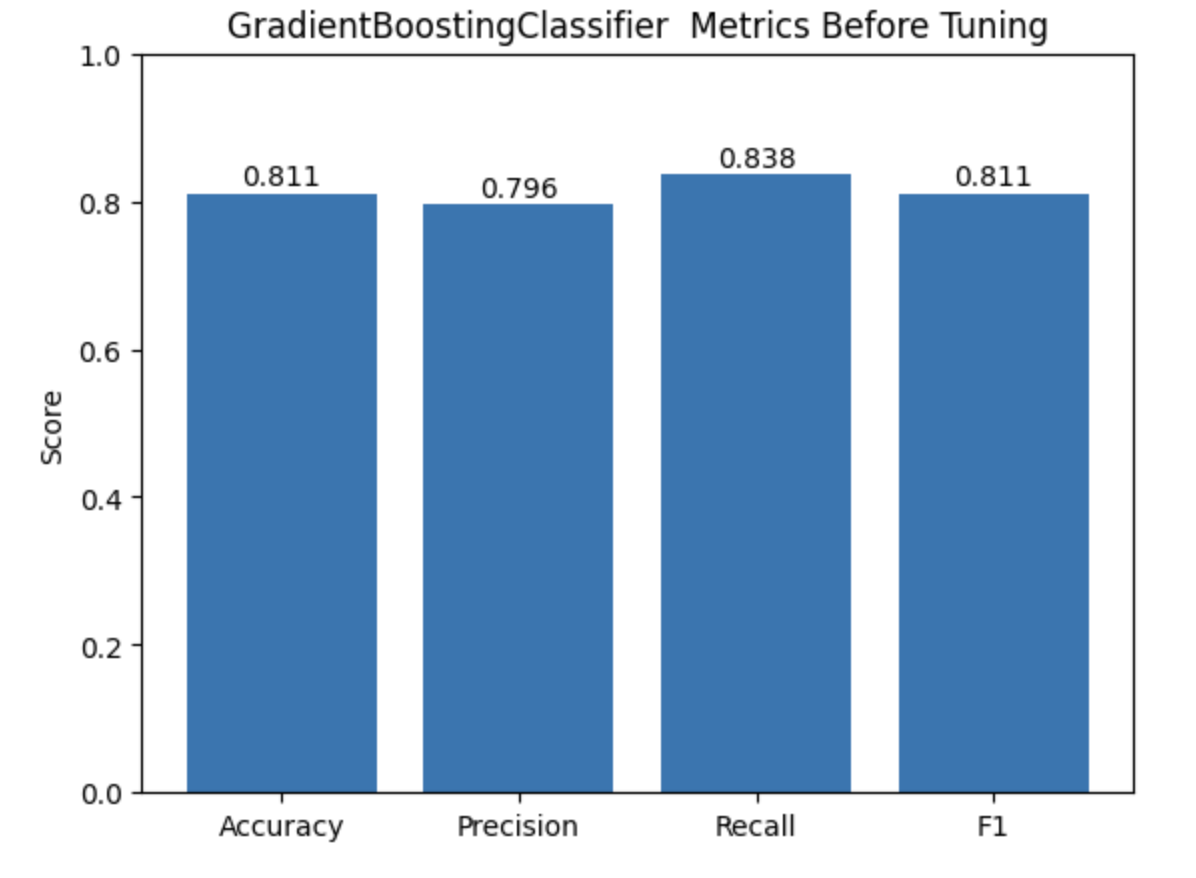 GradientBoostingClassifier  Metrics Before Tuning
1.0
0.8
0.6
0.4
0.2
0.0
Score
0.811
0.796
0.838
0.811
Accuracy
Precision
Recall
F1